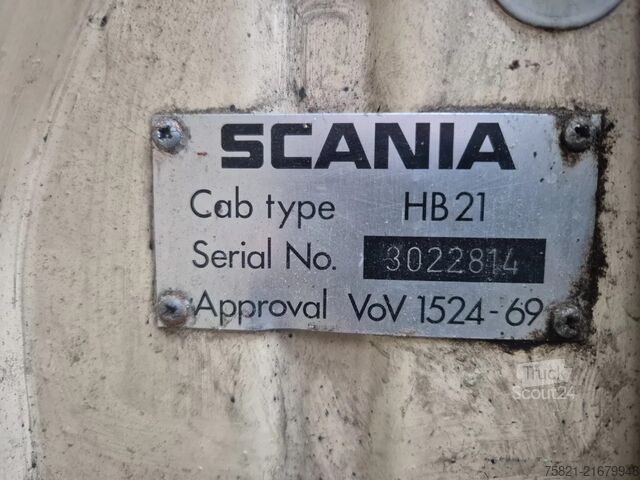 SCANIA
Cab type HB21
Serial No. 3022814
Approval VoV 1524-69
Truck
Scout24
75821-21679948